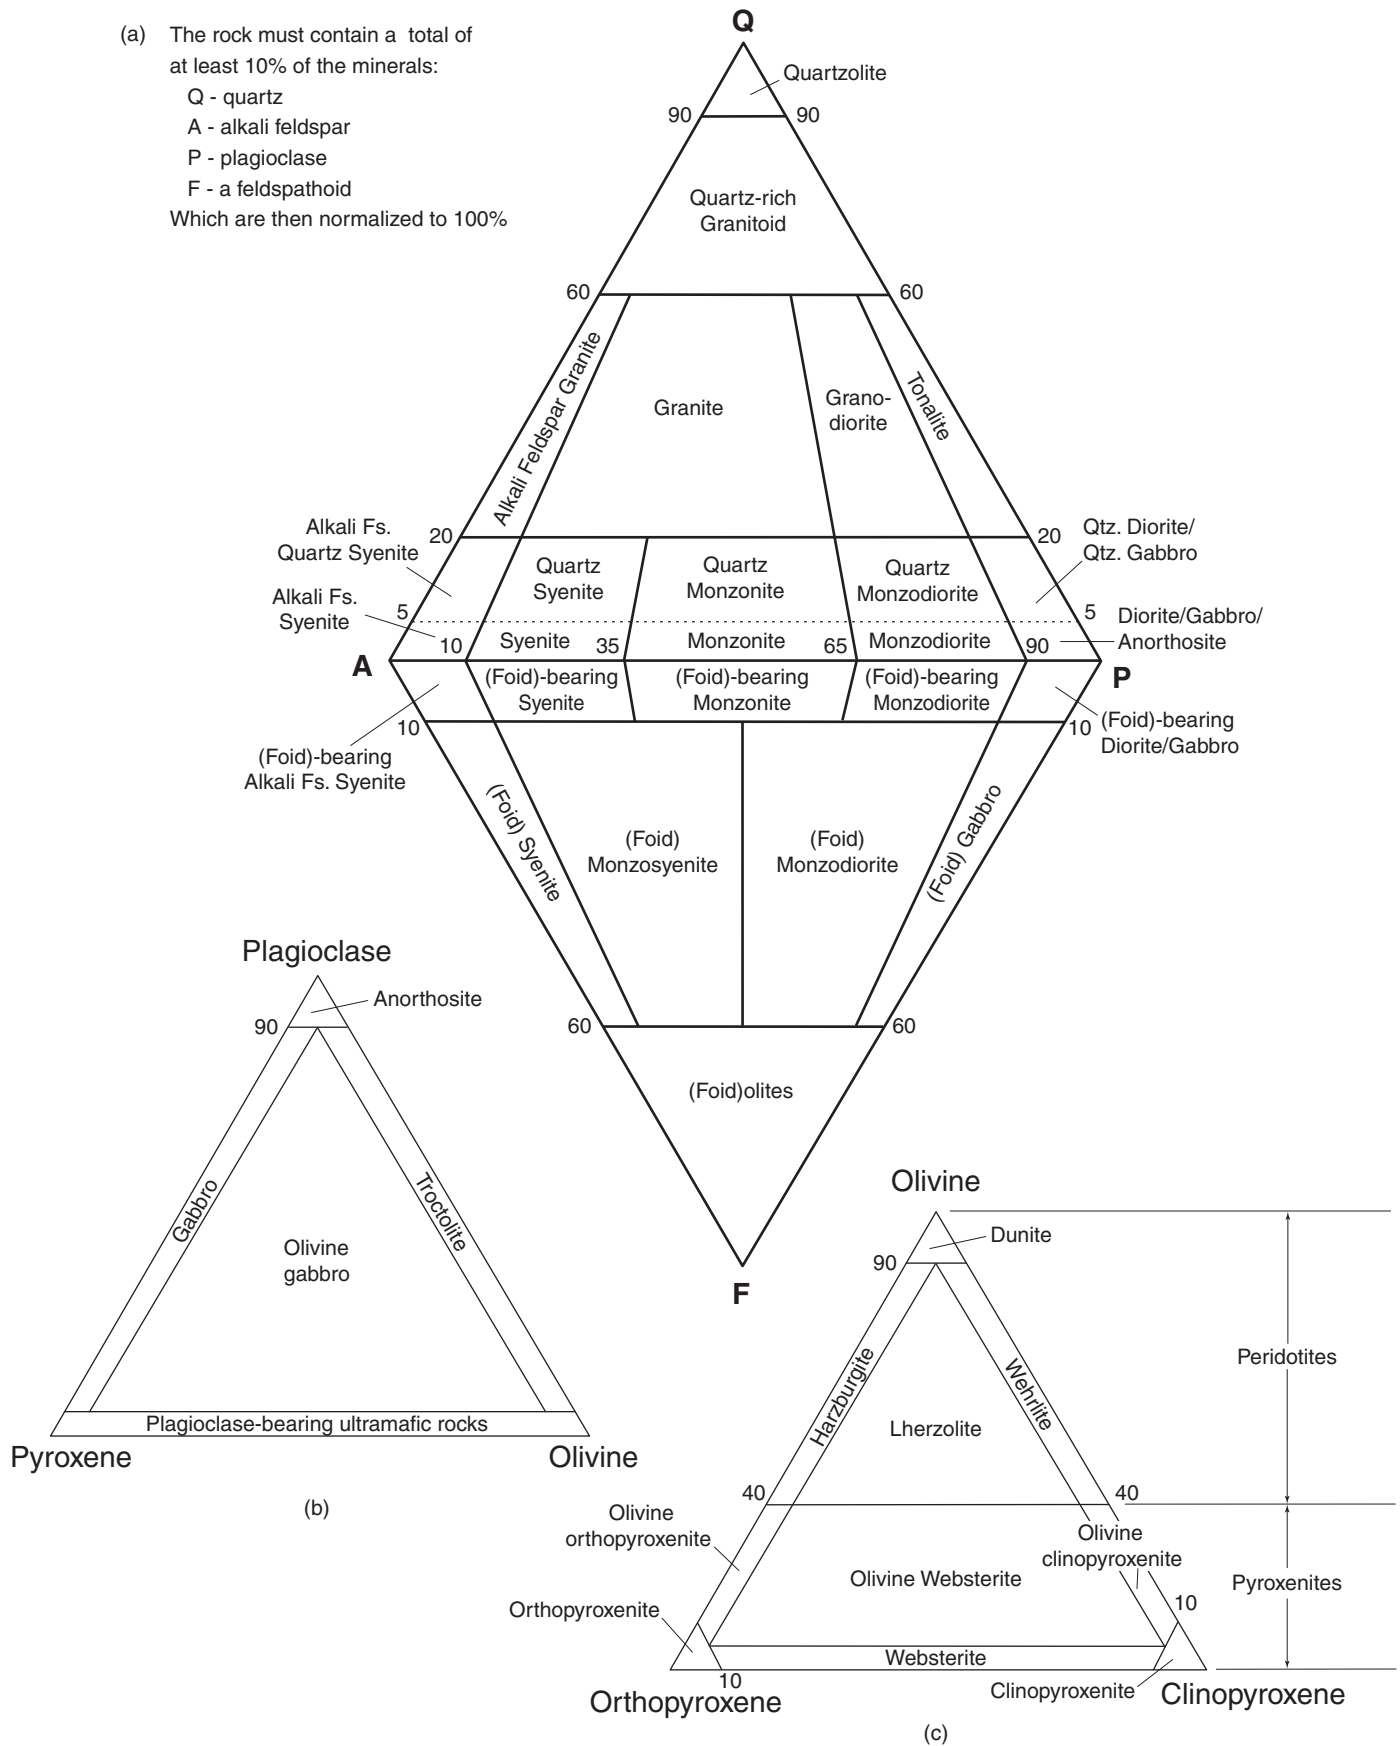 (a) The rock must contain a total of
at least 10% of the minerals:
Q - quartz
A - alkali feldspar
P - plagioclase
F - a feldspathoid
Which are then normalized to 100%
Q
Quartzolite
90
90
Quartz-rich
Granitoid
60
60
Alkali Feldspar Granite
Granite
Grano-
diorite
Tonalite
20
20
Alkali Fs.
Quartz Syenite
Quartz
Syenite
Quartz
Monzonite
Quartz
Monzodiorite
Qtz. Diorite/
Qtz. Gabbro
Alkali Fs.
Syenite
5
5
10
Syenite
35
Monzonite
65
Monzodiorite
90
Diorite/Gabbro/
Anorthosite
A
P
(Foid)-bearing
Syenite
(Foid)-bearing
Monzonite
(Foid)-bearing
Monzodiorite
10
10
(Foid)-bearing
Diorite/Gabbro
(Foid)-bearing
Alkali Fs. Syenite
(Foid) Syenite
(Foid)
Monzosyenite
(Foid)
Monzodiorite
(Foid) Gabbro
60
60
(Foid)olites
F
Plagioclase
Anorthosite
90
Gabbro
Troctolite
Olivine
gabbro
Plagioclase-bearing ultramafic rocks
Pyroxene
Olivine
(b)
Olivine
Dunite
90
Peridotites
Harzburgite
Wehrlite
Lherzolite
40
40
Olivine
orthopyroxenite
Olivine
clinopyroxenite
Olivine Websterite
Pyroxenites
10
Orthopyroxenite
Websterite
10
Clinopyroxenite
Orthopyroxene
Clinopyroxene
(c)